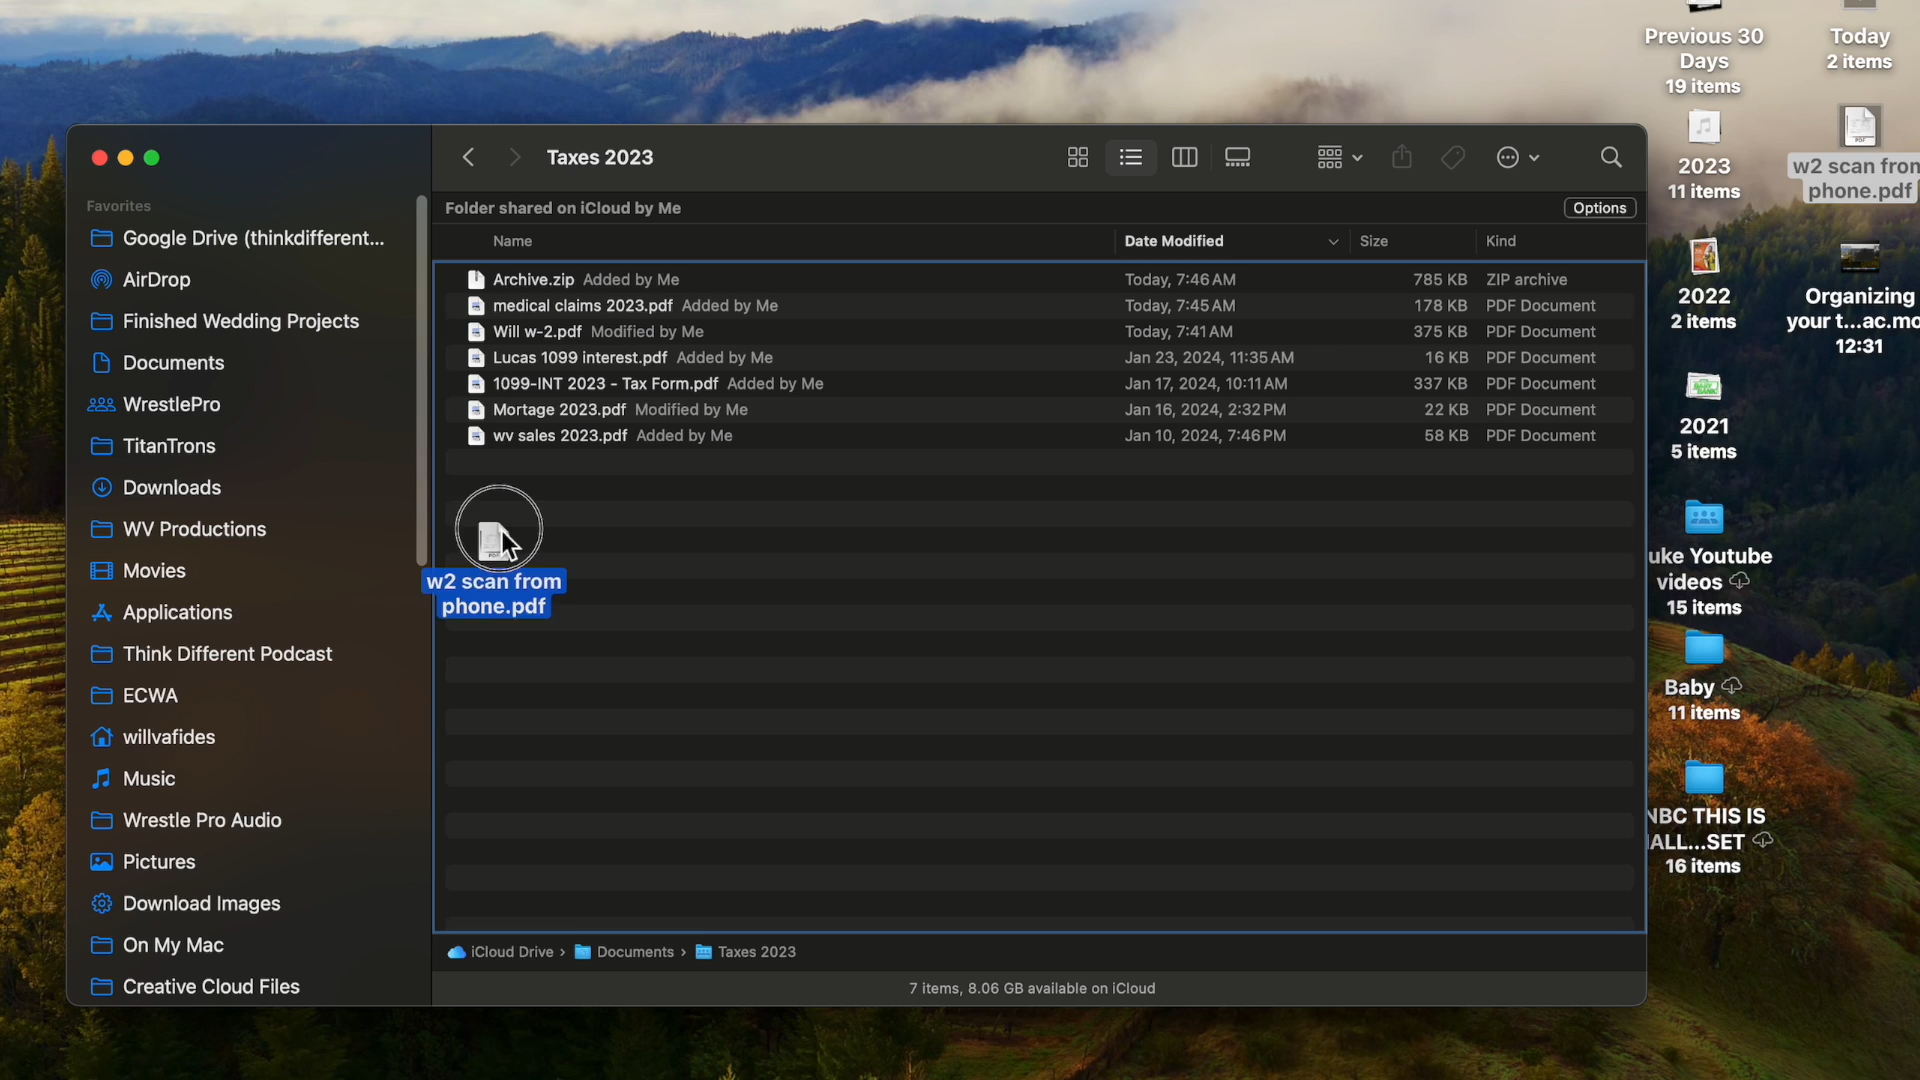 Taxes 2023
Folder shared on iCloud by Me
Options
Name
Date Modified
Size
Kind
Archive.zip Added by Me
Today, 7:46 AM
785 KB
ZIP archive
medical claims 2023.pdf Added by Me
Today, 7:45 AM
178 KB
PDF Document
Will w-2.pdf Modified by Me
Today, 7:41 AM
375 KB
PDF Document
Lucas 1099 interest.pdf Added by Me
Jan 23, 2024, 11:35 AM
16 KB
PDF Document
1099-INT 2023 - Tax Form.pdf Added by Me
Jan 17, 2024, 10:11 AM
337 KB
PDF Document
Mortage 2023.pdf Modified by Me
Jan 16, 2024, 2:32 PM
22 KB
PDF Document
wv sales 2023.pdf Added by Me
Jan 10, 2024, 7:46 PM
58 KB
PDF Document
w2 scan from
phone.pdf
iCloud Drive › Documents › Taxes 2023
7 items, 8.06 GB available on iCloud
Favorites
Google Drive (thinkdifferent...
AirDrop
Finished Wedding Projects
Documents
WrestlePro
TitanTrons
Downloads
WV Productions
Movies
Applications
Think Different Podcast
ECWA
willvafides
Music
Wrestle Pro Audio
Pictures
Download Images
On My Mac
Creative Cloud Files
Previous 30
Days
19 items
2023
11 items
2022
2 items
2021
5 items
uke Youtube
videos
15 items
Baby
11 items
NBC THIS IS
ALL...SET
16 items
Today
2 items
PDF
w2 scan from
phone.pdf
Organizing
your t...ac.mo
12:31